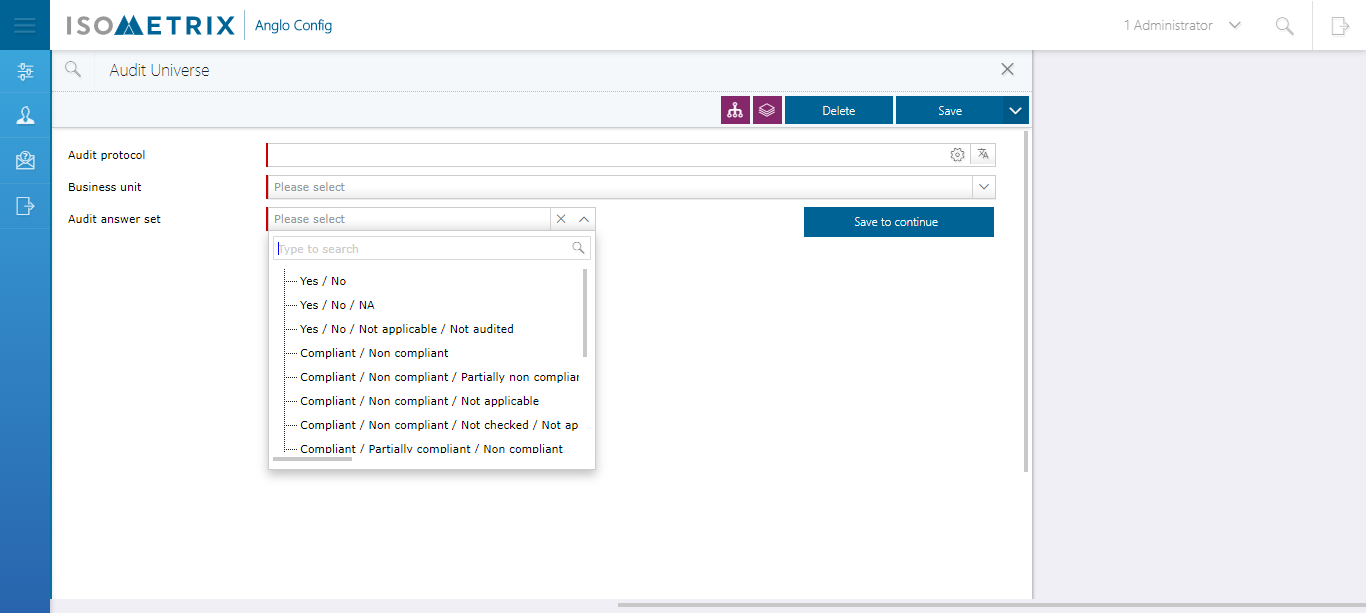 ISOMETRIX Anglo Config
1 Administrator
Audit Universe
Delete
Save
Audit protocol
Business unit
Please select
Audit answer set
Please select
Save to continue
Type to search
Yes / No
Yes / No / NA
Yes / No / Not applicable / Not audited
Compliant / Non compliant
Compliant / Non compliant / Partially non complian
Compliant / Non compliant / Not applicable
Compliant / Non compliant / Not checked / Not ap
Compliant / Partially compliant / Non compliant